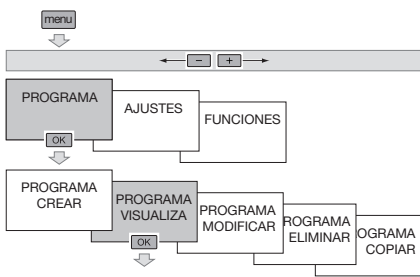 menu
- +
PROGRAMA
AJUSTES
FUNCIONES
OK
PROGRAMA
CREAR
PROGRAMA
VISUALIZA
PROGRAMA
MODIFICAR
ROGRAMA
ELIMINAR
OGRAMA
COPIAR
OK